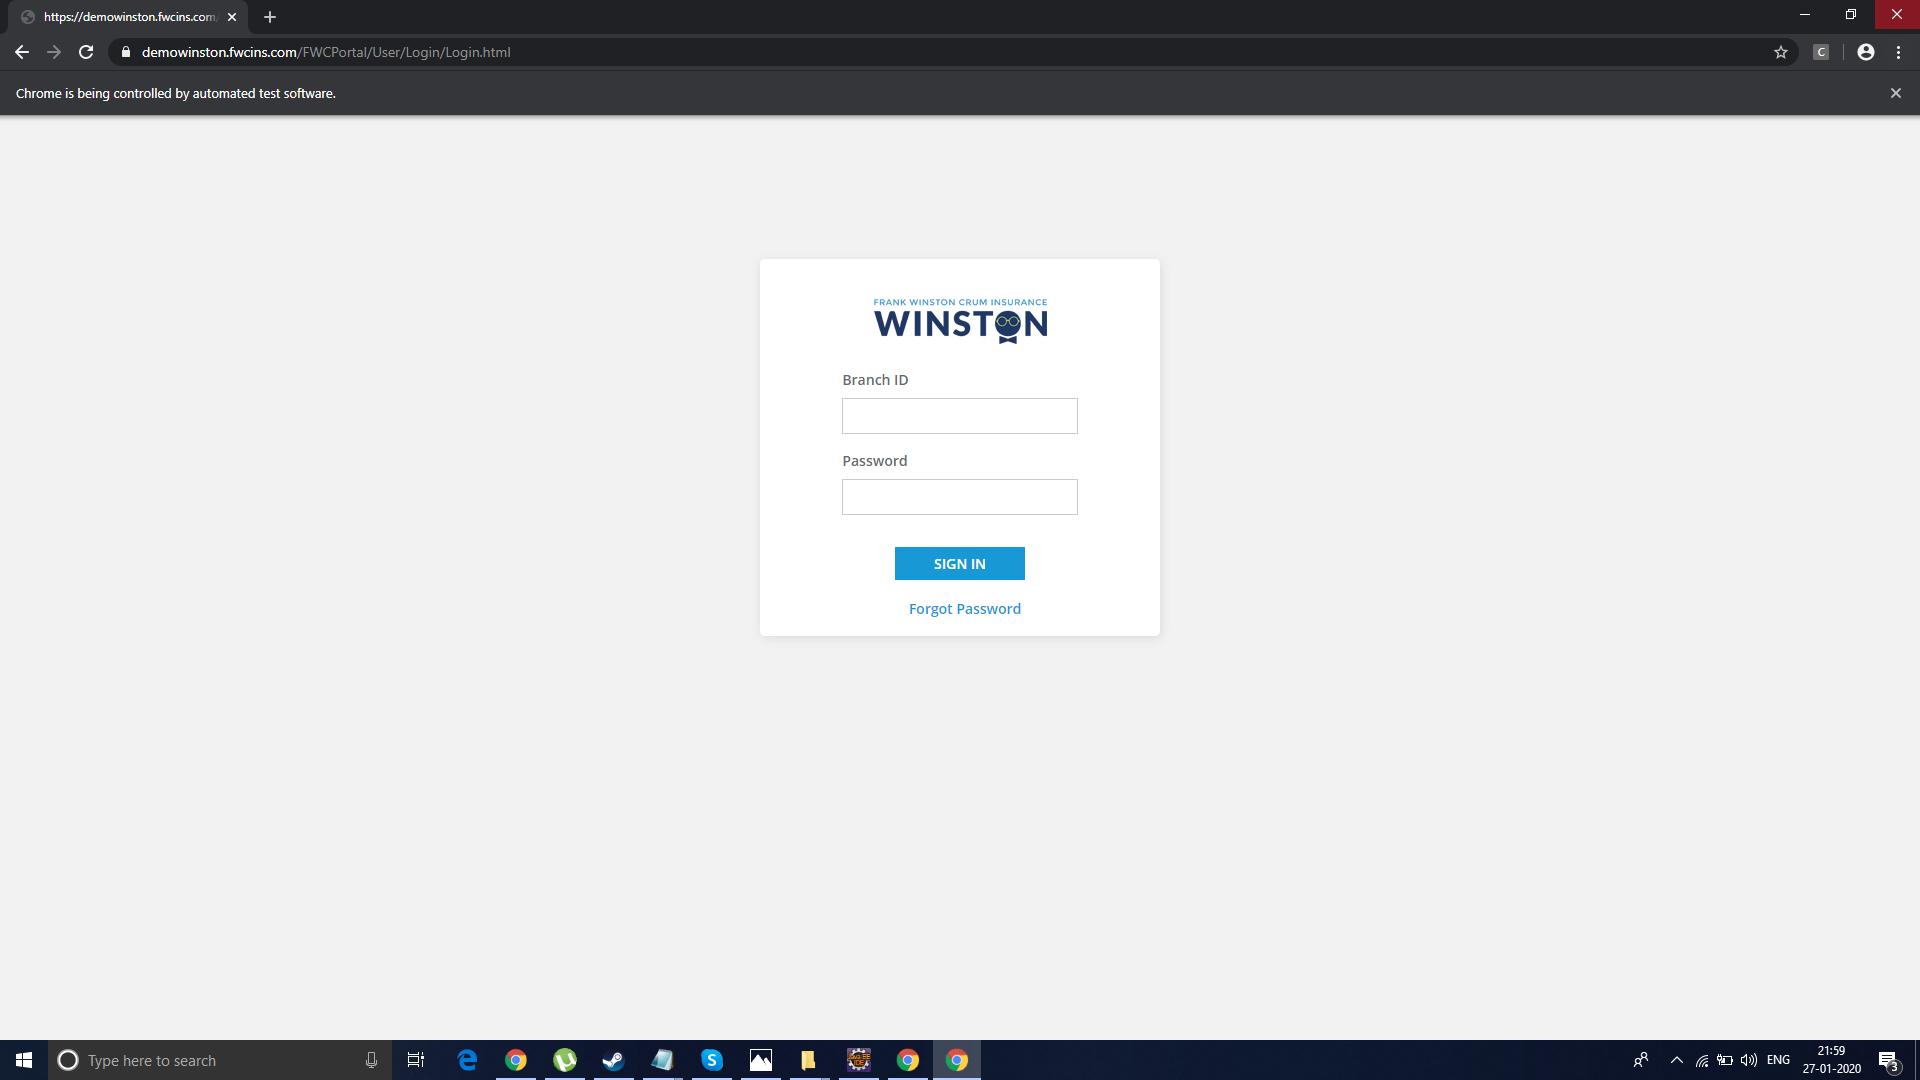 https://demowinston.fwcins.com/
demowinston.fwcins.com/FWCPortal/User/Login/Login.html
C
Chrome is being controlled by automated test software.
FRANK WINSTON CRUM INSURANCE
WINSTON
Branch ID
Password
SIGN IN
Forgot Password
Type here to search
ENG
21:59
27-01-2020
3